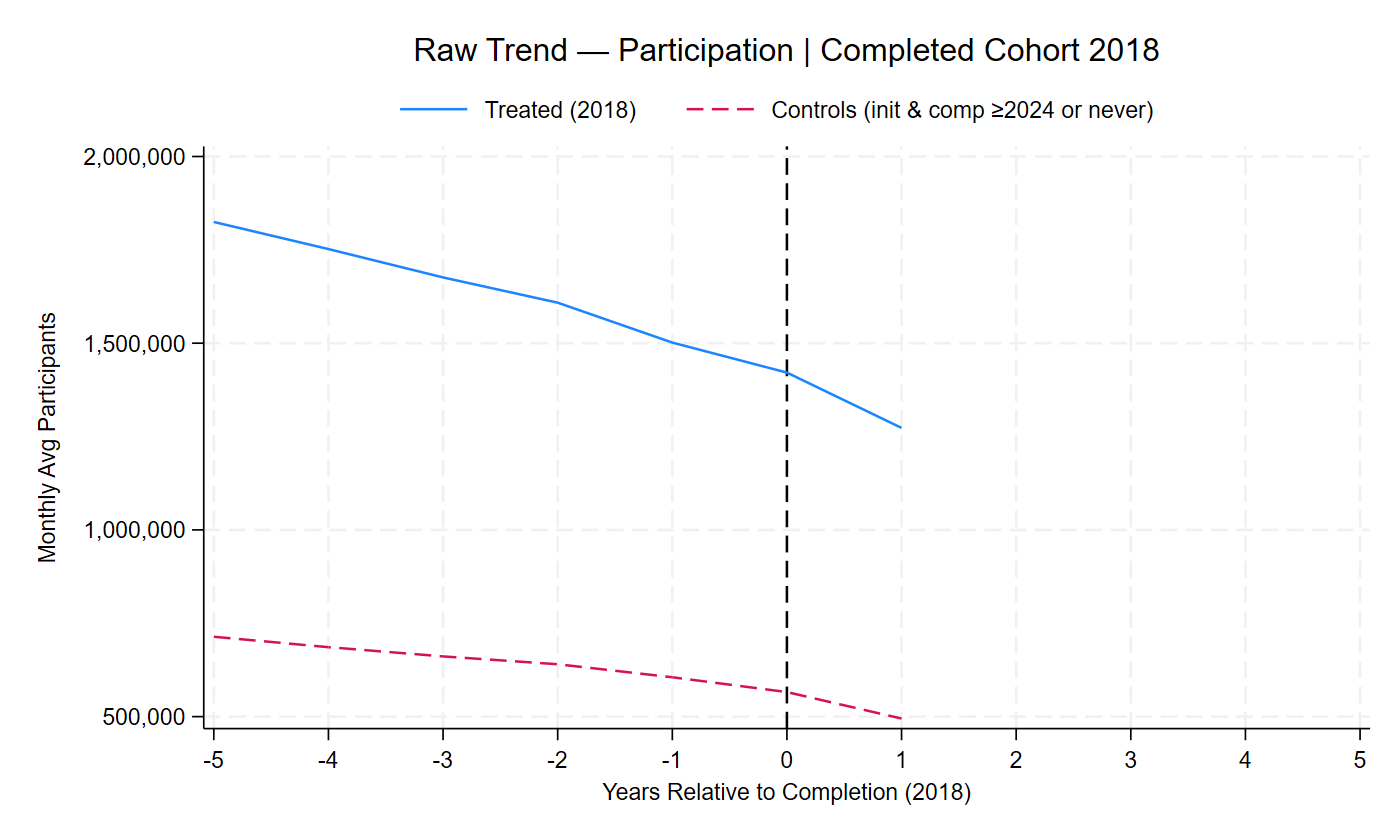 Raw Trend — Participation | Completed Cohort 2018
Treated (2018) Controls (init & comp ≥2024 or never)
Monthly Avg Participants
2,000,000
1,500,000
1,000,000
500,000
-5 -4 -3 -2 -1 0 1 2 3 4 5
Years Relative to Completion (2018)